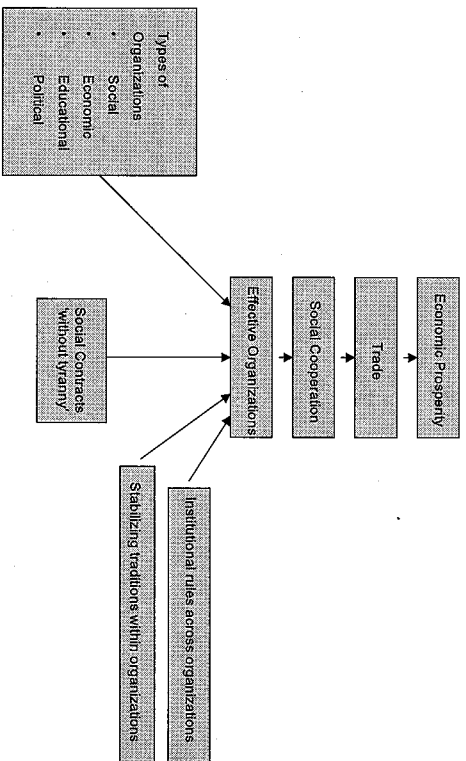 Types of
Organizations
• Social
• Economic
• Educational
• Political
Economic Prosperity
Trade
Social Cooperation
Effective Organizations
Social Contracts
'without tyranny'
Institutional rules across organizations
Stabilizing traditions within organizations